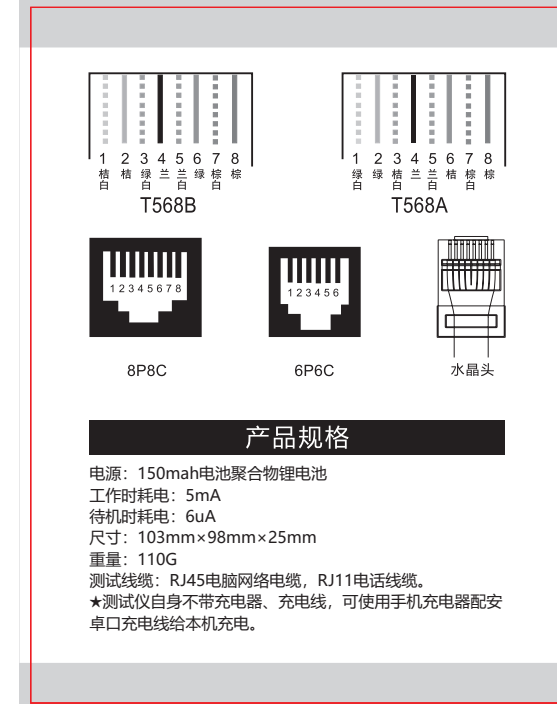 1 2 3 4 5 6 7 8
桔白 桔 绿白 兰 兰白 绿 棕白 棕
T568B
1 2 3 4 5 6 7 8
绿白 绿 桔白 兰 兰白 桔 棕白 棕
T568A
12345678
8P8C
123456
6P6C
水晶头
产品规格
电源：150mah电池聚合物锂电池
工作时耗电：5mA
待机时耗电：6uA
尺寸：103mm×98mm×25mm
重量：110G
测试线缆：RJ45电脑网络电缆，RJ11电话线缆。
★测试仪自身不带充电器、充电线，可使用手机充电器配安
卓口充电线给本机充电。